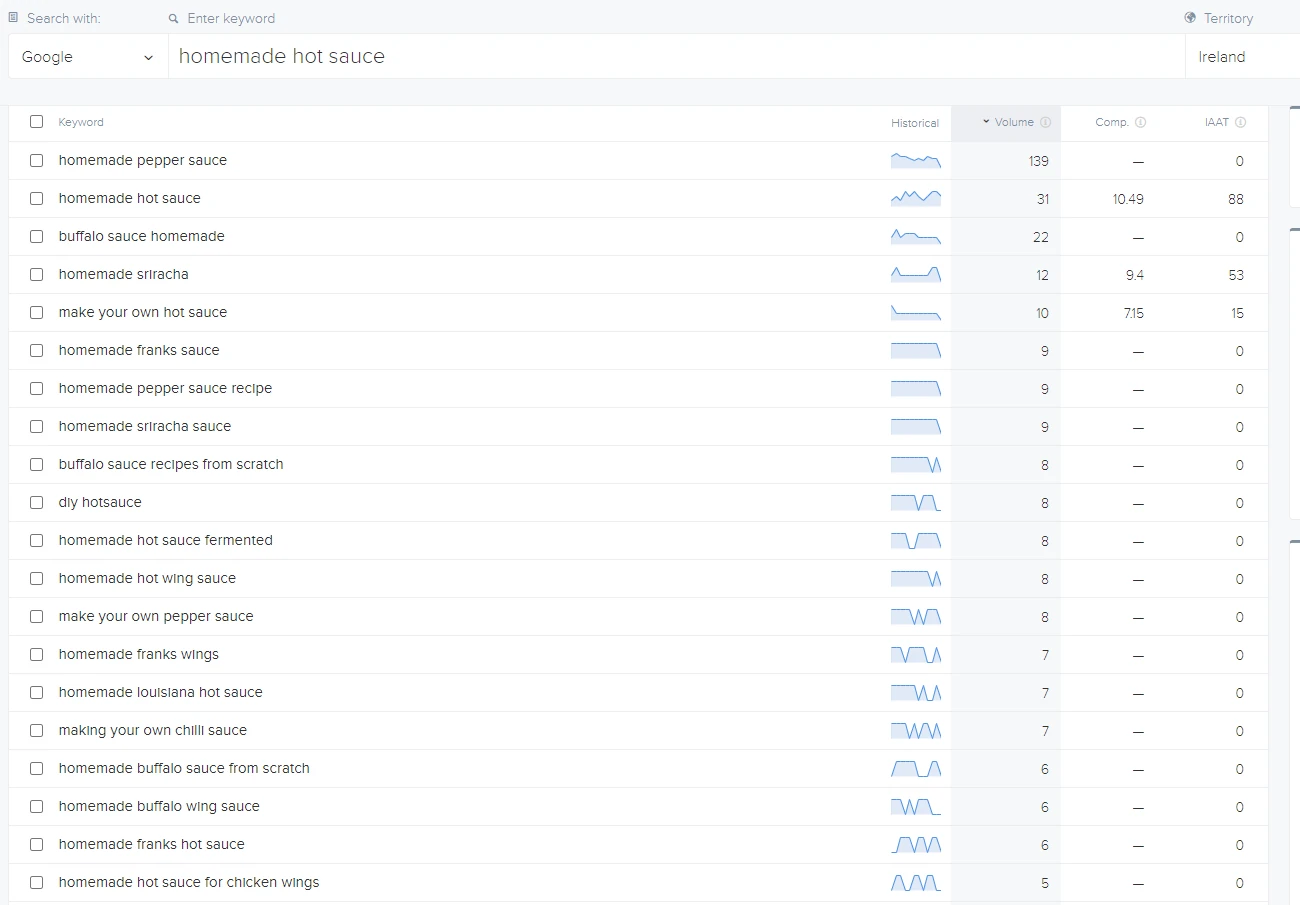 Search with: Enter keyword Territory
Google homemade hot sauce Ireland
Keyword Historical Volume Comp. IAAT
homemade pepper sauce 139 — 0
homemade hot sauce 31 10.49 88
buffalo sauce homemade 22 — 0
homemade sriracha 12 9.4 53
make your own hot sauce 10 7.15 15
homemade franks sauce 9 — 0
homemade pepper sauce recipe 9 — 0
homemade sriracha sauce 9 — 0
buffalo sauce recipes from scratch 8 — 0
diy hotsauce 8 — 0
homemade hot sauce fermented 8 — 0
homemade hot wing sauce 8 — 0
make your own pepper sauce 8 — 0
homemade franks wings 7 — 0
homemade louisiana hot sauce 7 — 0
making your own chilli sauce 7 — 0
homemade buffalo sauce from scratch 6 — 0
homemade buffalo wing sauce 6 — 0
homemade franks hot sauce 6 — 0
homemade hot sauce for chicken wings 5 — 0